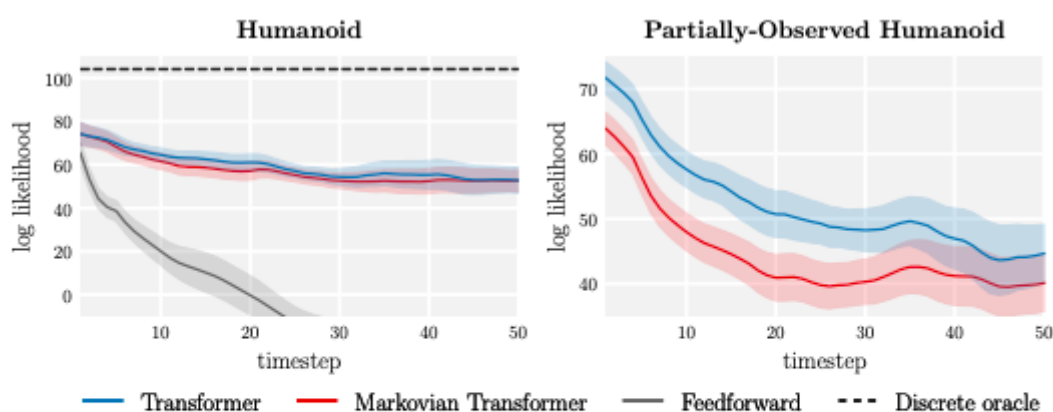 Humanoid
Partially-Observed Humanoid
log likelihood
100
80
60
40
20
0
10
20
30
40
50
timestep
log likelihood
70
60
50
40
10
20
30
40
50
timestep
Transformer
Markovian Transformer
Feedforward
Discrete oracle